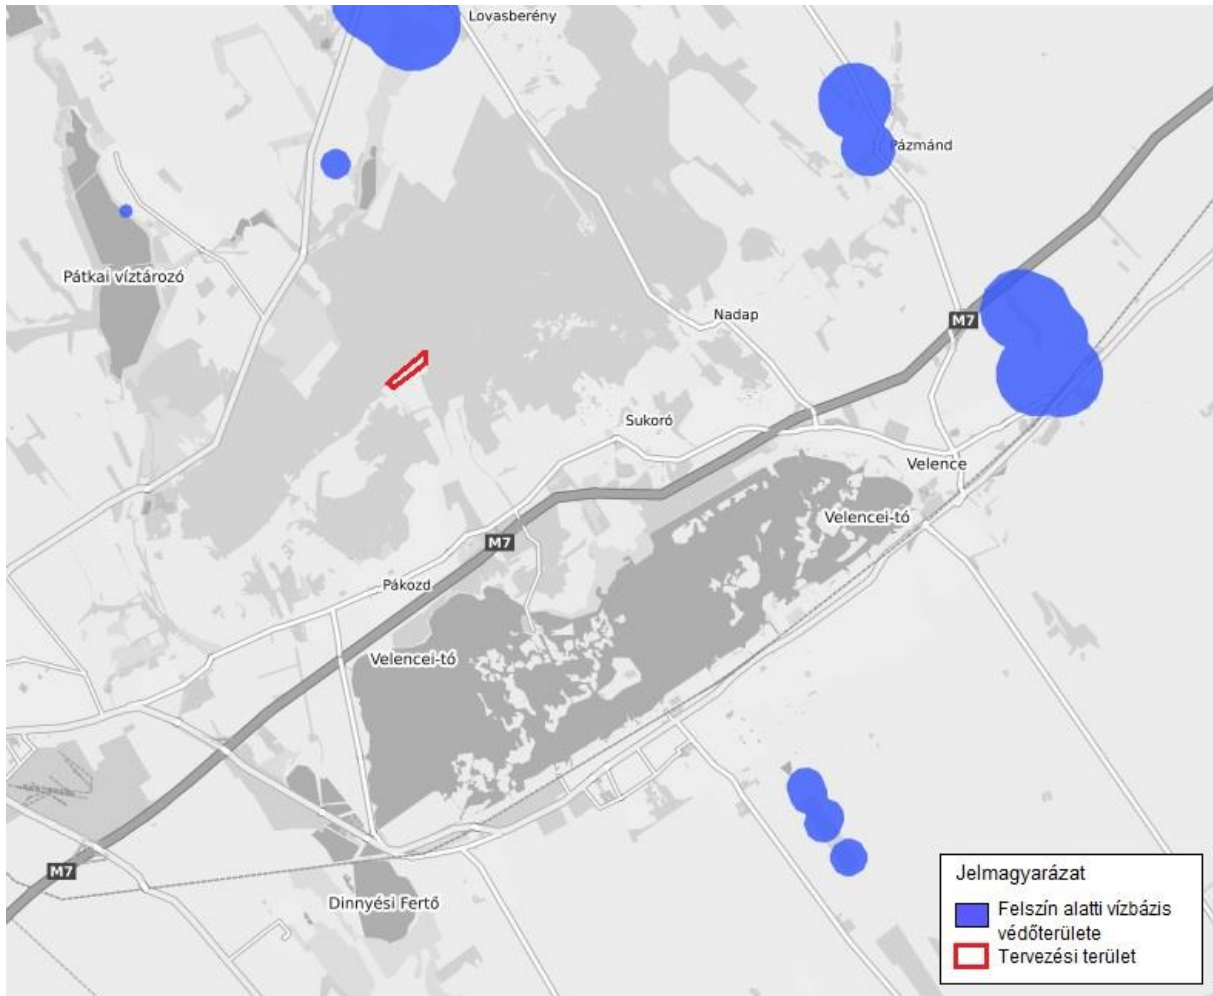 Lovasberény
Pázmánd
Pátkai víztározó
Nadap
M7
Sukoró
Velence
Velencei-tó
M7
Pákozd
Velencei-tó
M7
Dinnyési Fertő
Jelmagyarázat
Felszín alatti vízbázis
védőterülete
Tervezési terület